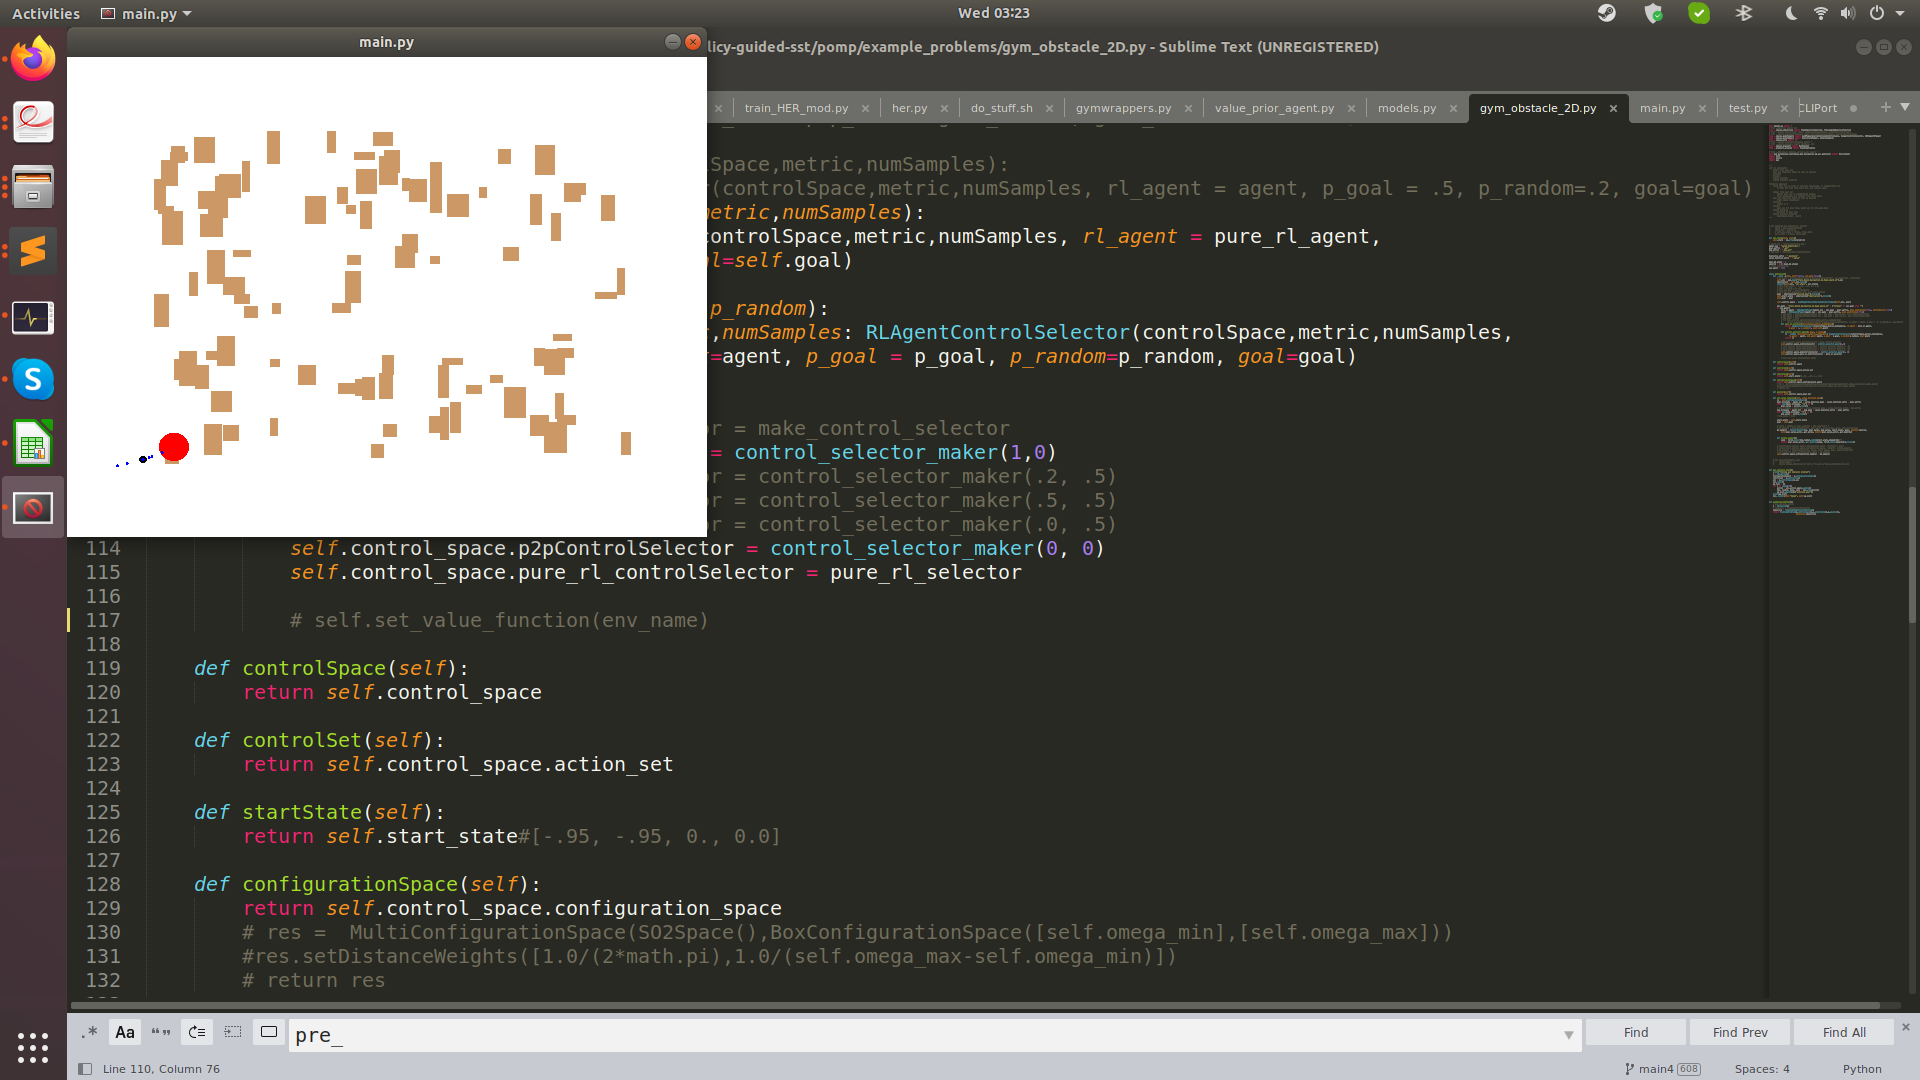 Activities
main.py
Wed 03:23
main.py
licy-guided-sst/pomp/example_problems/gym_obstacle_2D.py - Sublime Text (UNREGISTERED)
train_HER_mod.py
her.py
do_stuff.sh
gymwrappers.py
value_prior_agent.py
models.py
gym_obstacle_2D.py
main.py
test.py
CLIPort
Space,metric,numSamples):
r(controlSpace,metric,numSamples, rl_agent = agent, p_goal = .5, p_random=.2, goal=goal)
metric,numSamples):
controlSpace,metric,numSamples, rl_agent = pure_rl_agent,
l=self.goal)
p_random):
r,numSamples: RLAgentControlSelector(controlSpace,metric,numSamples,
=agent, p_goal = p_goal, p_random=p_random, goal=goal)
r = make_control_selector
= control_selector_maker(1,0)
r = control_selector_maker(.2, .5)
r = control_selector_maker(.5, .5)
r = control_selector_maker(.0, .5)
114 self.control_space.p2pControlSelector = control_selector_maker(0, 0)
115 self.control_space.pure_rl_controlSelector = pure_rl_selector
116
117 # self.set_value_function(env_name)
118
119 def controlSpace(self):
120 return self.control_space
121
122 def controlSet(self):
123 return self.control_space.action_set
124
125 def startState(self):
126 return self.start_state#[-.95, -.95, 0., 0.0]
127
128 def configurationSpace(self):
129 return self.control_space.configuration_space
130 # res =  MultiConfigurationSpace(SO2Space(),BoxConfigurationSpace([self.omega_min],[self.omega_max]))
131 #res.setDistanceWeights([1.0/(2*math.pi),1.0/(self.omega_max-self.omega_min)])
132 # return res
.* Aa “” pre_ Find Find Prev Find All
Line 110, Column 76
main4 608
Spaces: 4
Python